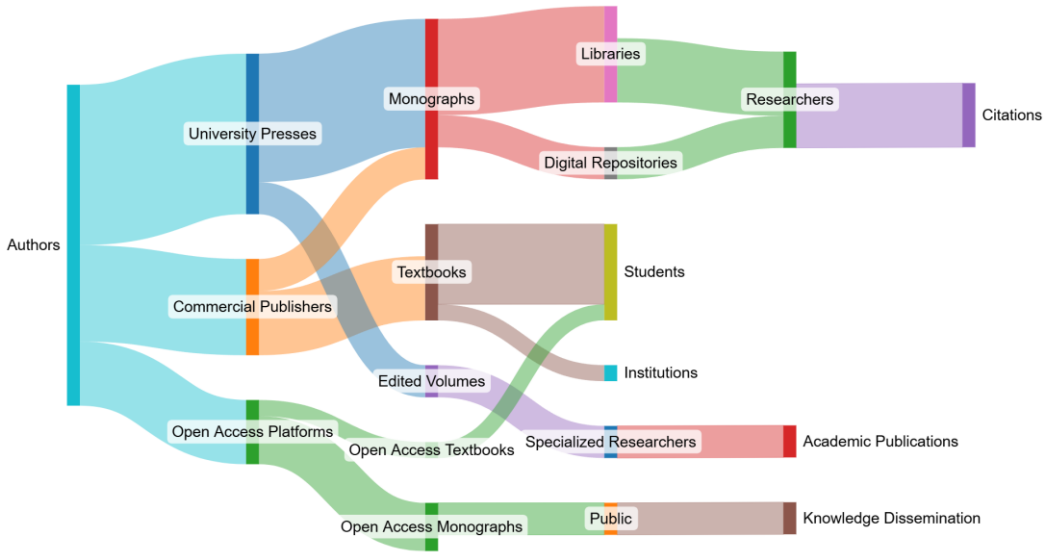 Authors
University Presses
Commercial Publishers
Open Access Platforms
Monographs
Textbooks
Edited Volumes
Open Access Textbooks
Open Access Monographs
Libraries
Digital Repositories
Students
Institutions
Specialized Researchers
Public
Researchers
Academic Publications
Knowledge Dissemination
Citations